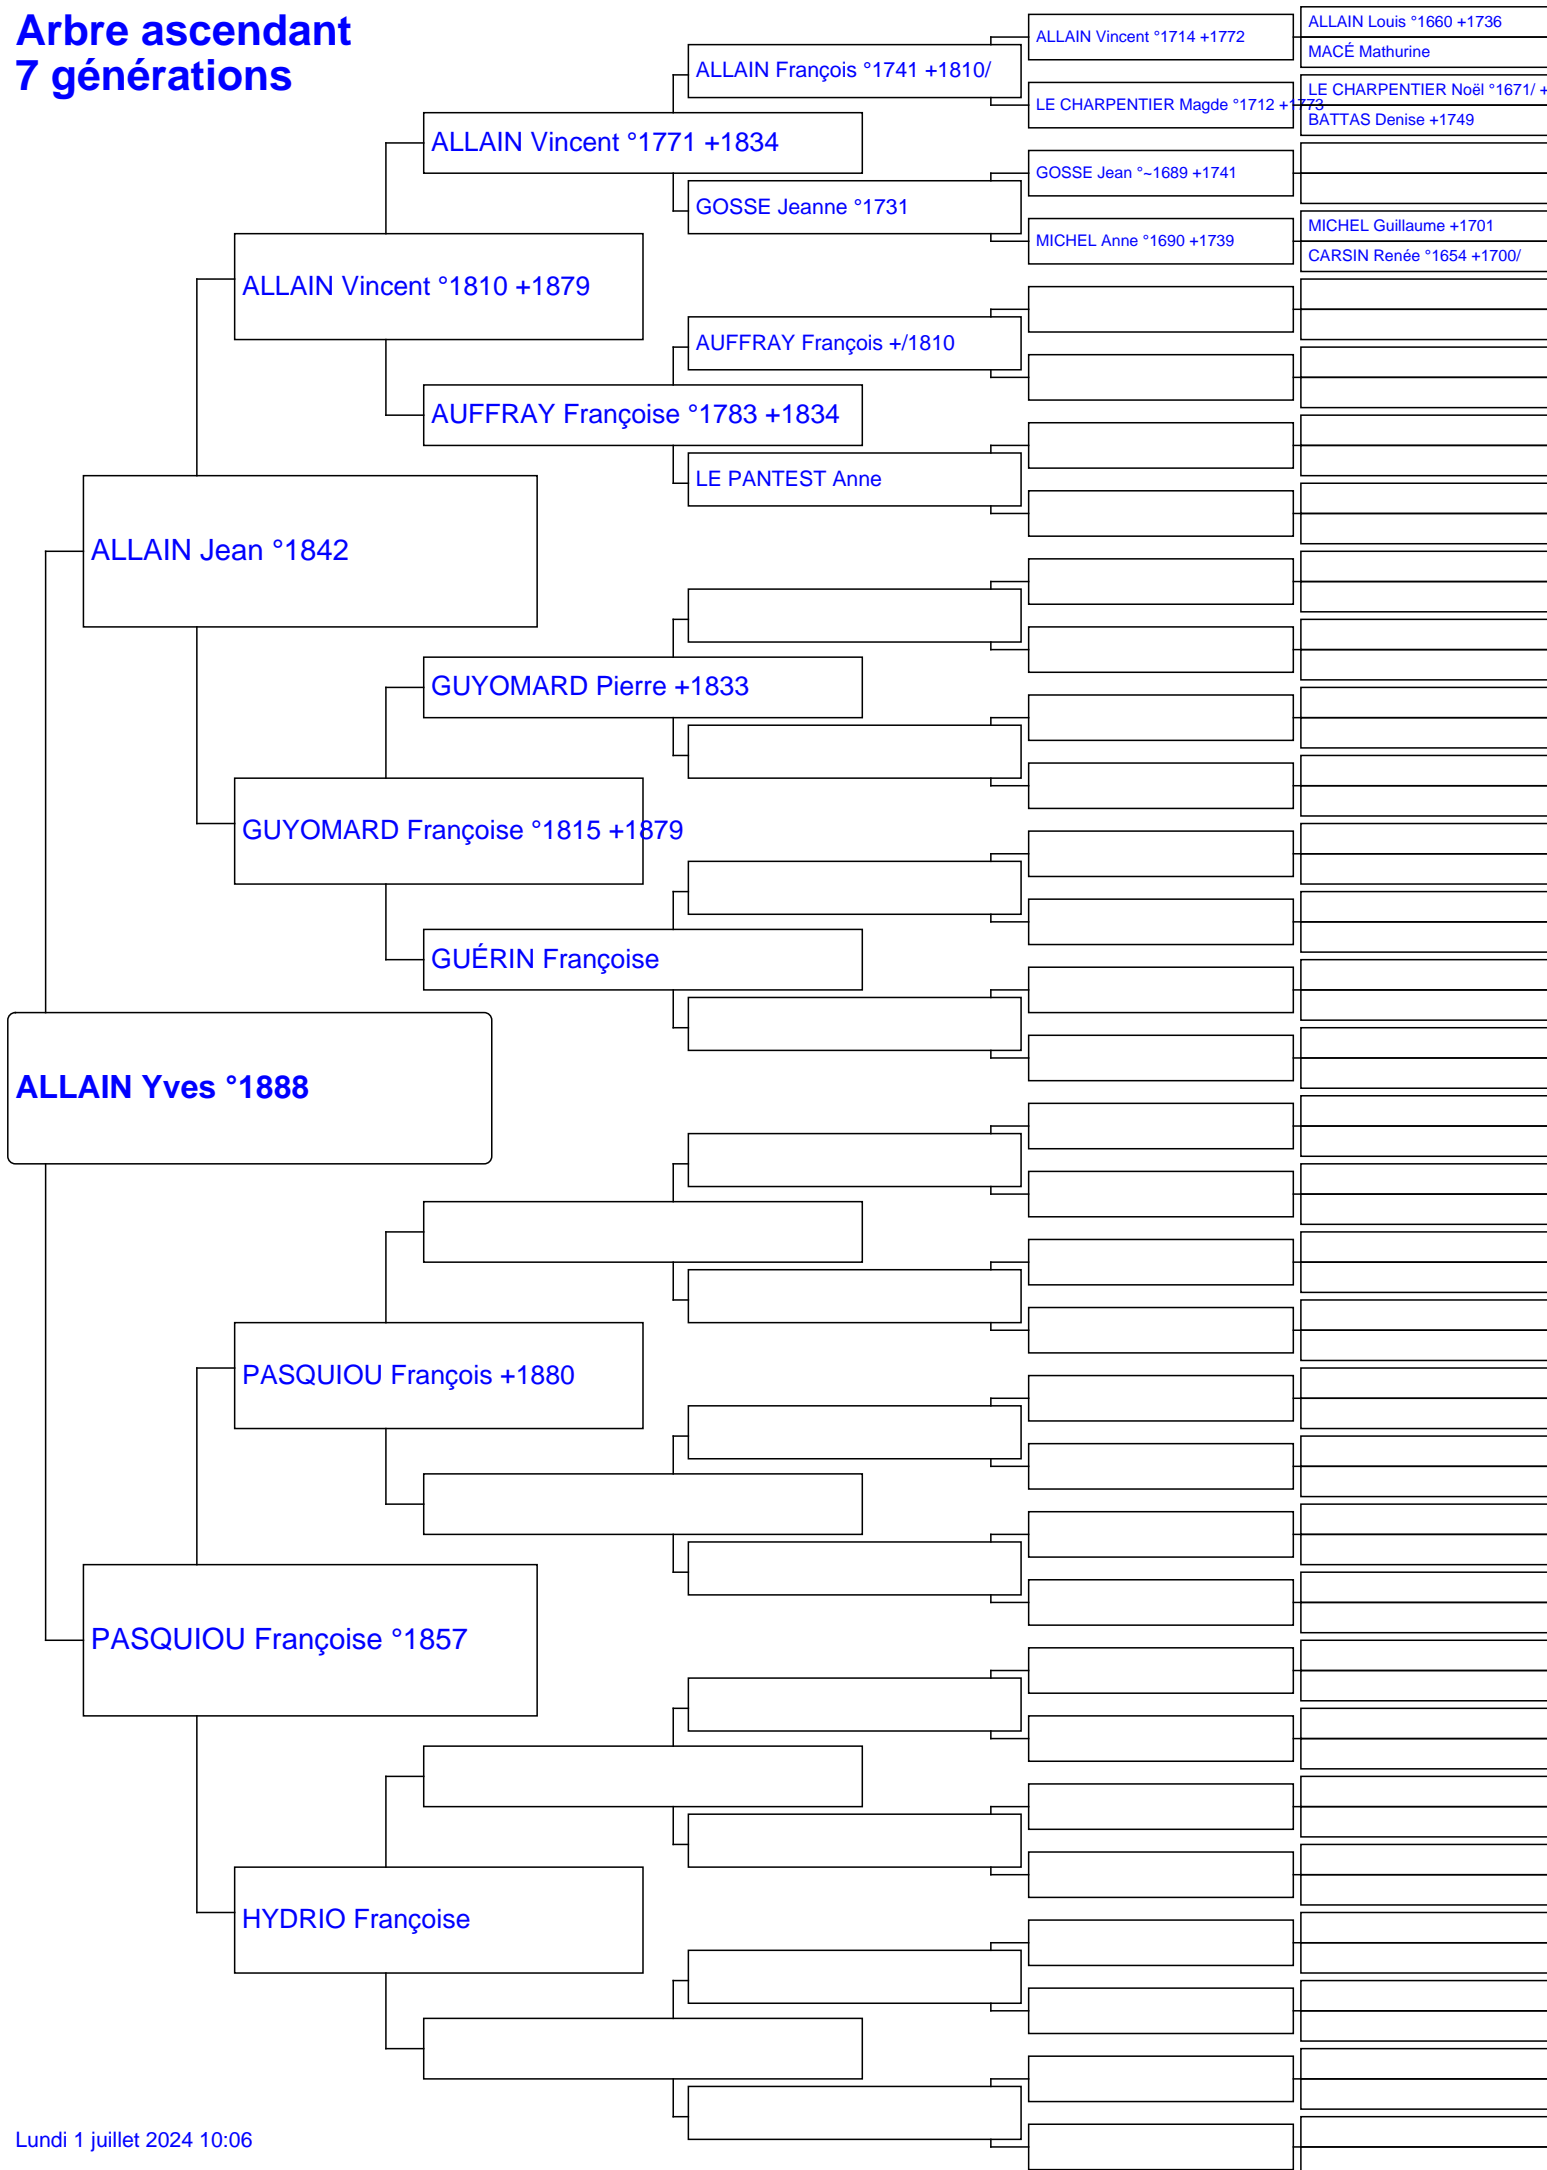 Arbre ascendant
7 générations
ALLAIN Louis °1660 +1736
ALLAIN Vincent °1714 +1772
MACÉ Mathurine
ALLAIN François °1741 +1810/
LE CHARPENTIER Noël °1671/ +
LE CHARPENTIER Magde °1712 +1773
BATTAS Denise +1749
ALLAIN Vincent °1771 +1834
GOSSE Jean °~1689 +1741
GOSSE Jeanne °1731
MICHEL Guillaume +1701
MICHEL Anne °1690 +1739
CARSIN Renée °1654 +1700/
ALLAIN Vincent °1810 +1879
AUFFRAY François +/1810
AUFFRAY Françoise °1783 +1834
LE PANTEST Anne
ALLAIN Jean °1842
GUYOMARD Pierre +1833
GUYOMARD Françoise °1815 +1879
GUÉRIN Françoise
ALLAIN Yves °1888
PASQUIOU François +1880
PASQUIOU Françoise °1857
HYDRIO Françoise
Lundi 1 juillet 2024 10:06